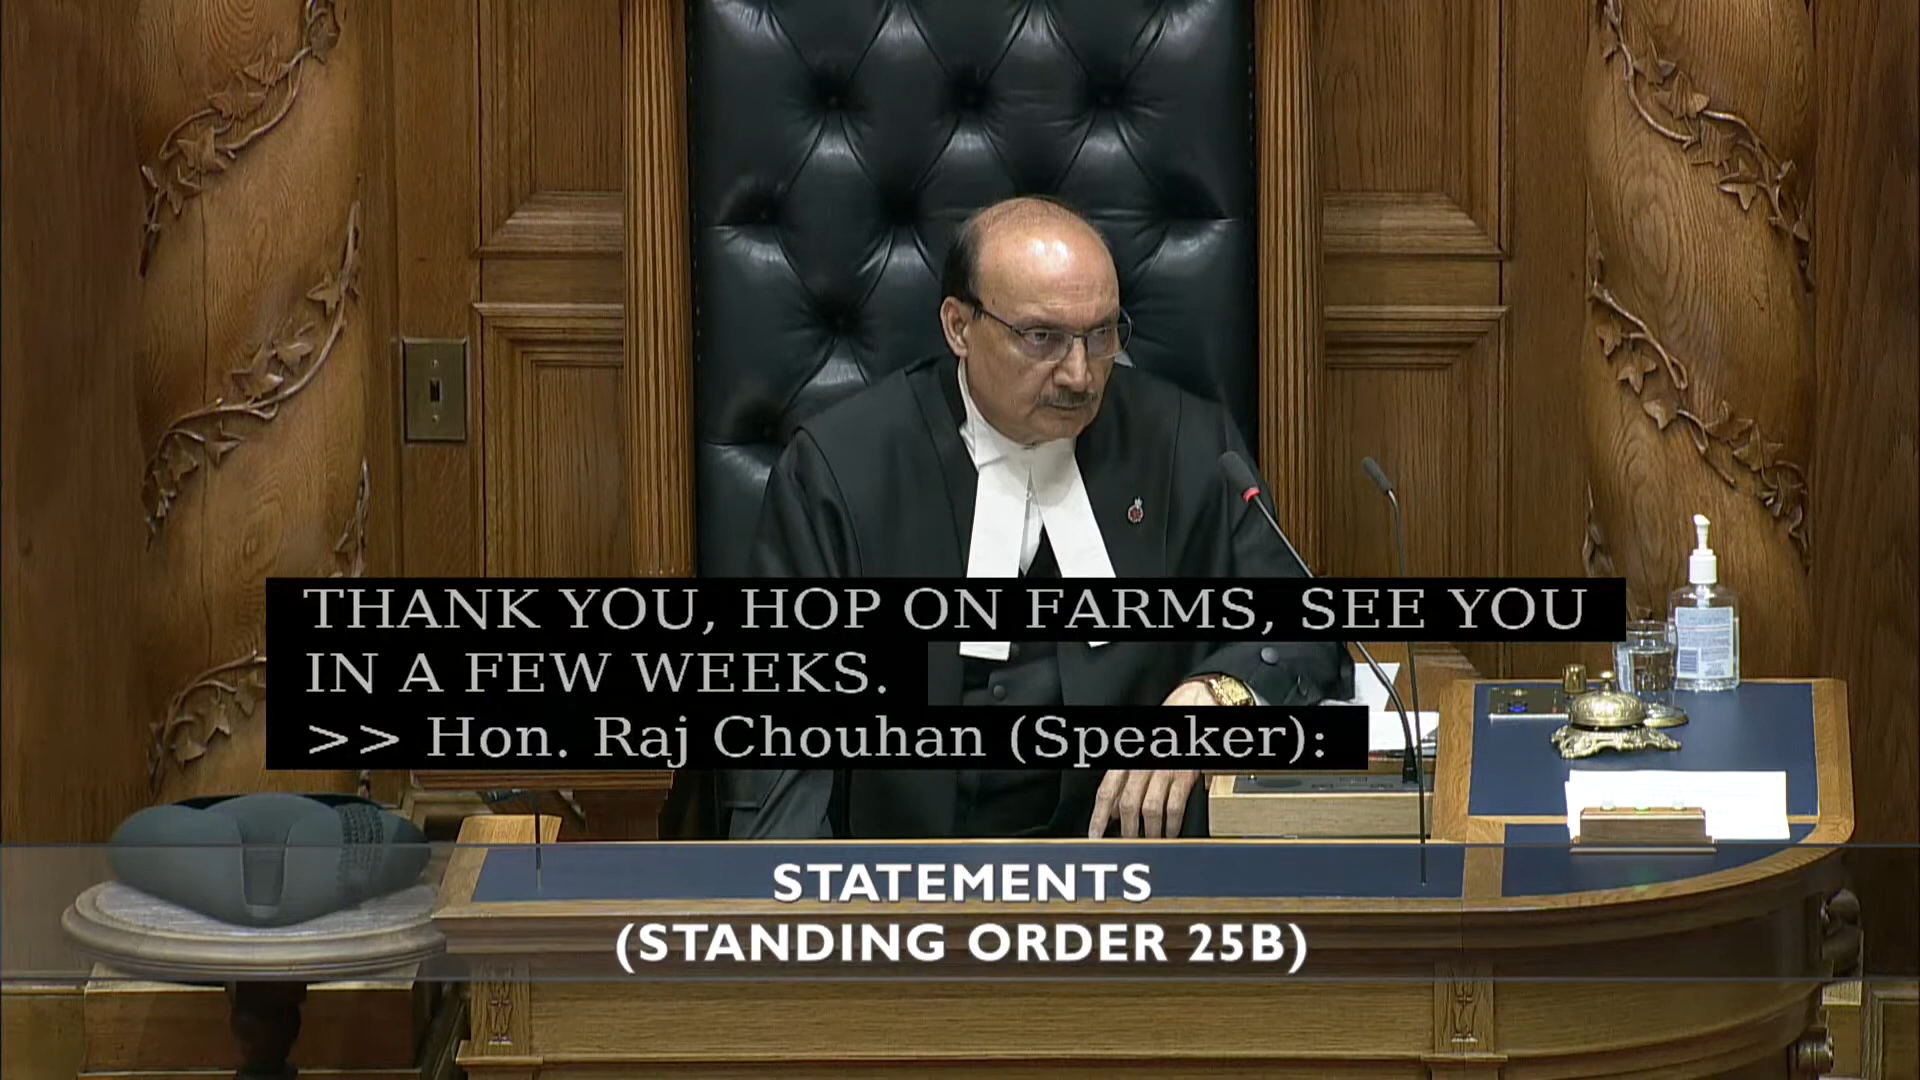 THANK YOU, HOP ON FARMS, SEE YOU
IN A FEW WEEKS.
>> Hon. Raj Chouhan (Speaker):
STATEMENTS
(STANDING ORDER 25B)